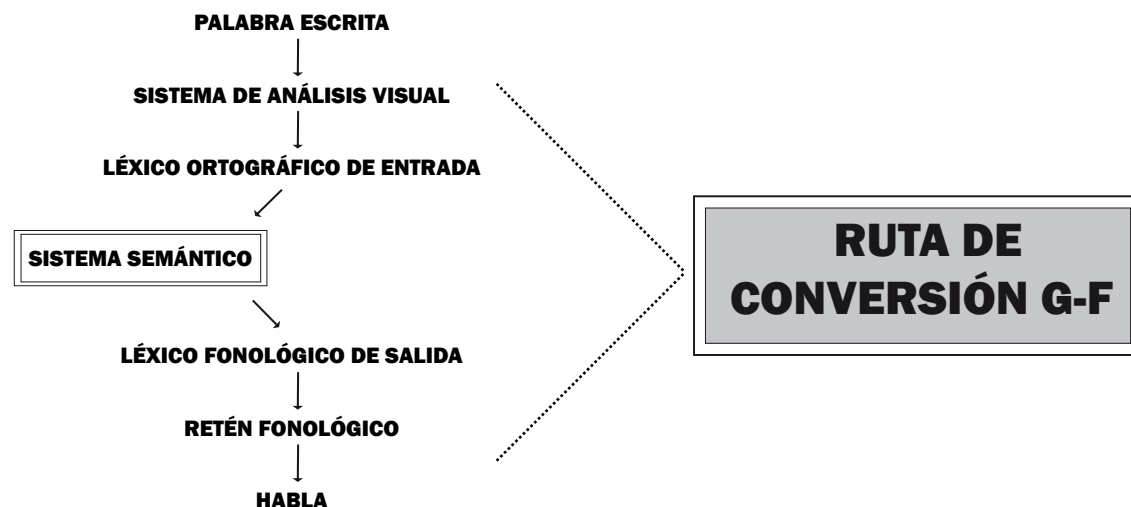 PALABRA ESCRITA
SISTEMA DE ANÁLISIS VISUAL
LÉXICO ORTOGRÁFICO DE ENTRADA
SISTEMA SEMÁNTICO
LÉXICO FONOLÓGICO DE SALIDA
RETÉN FONOLÓGICO
HABLA
RUTA DE
CONVERSIÓN G-F